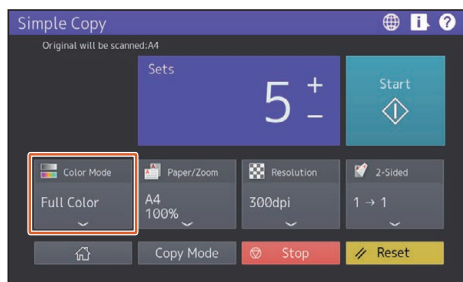 Simple Copy
Original will be scanned:A4
Sets
5 + −
Start
Color Mode
Full Color
Paper/Zoom
A4
100%
Resolution
300dpi
2-Sided
1 → 1
Copy Mode
Stop
Reset